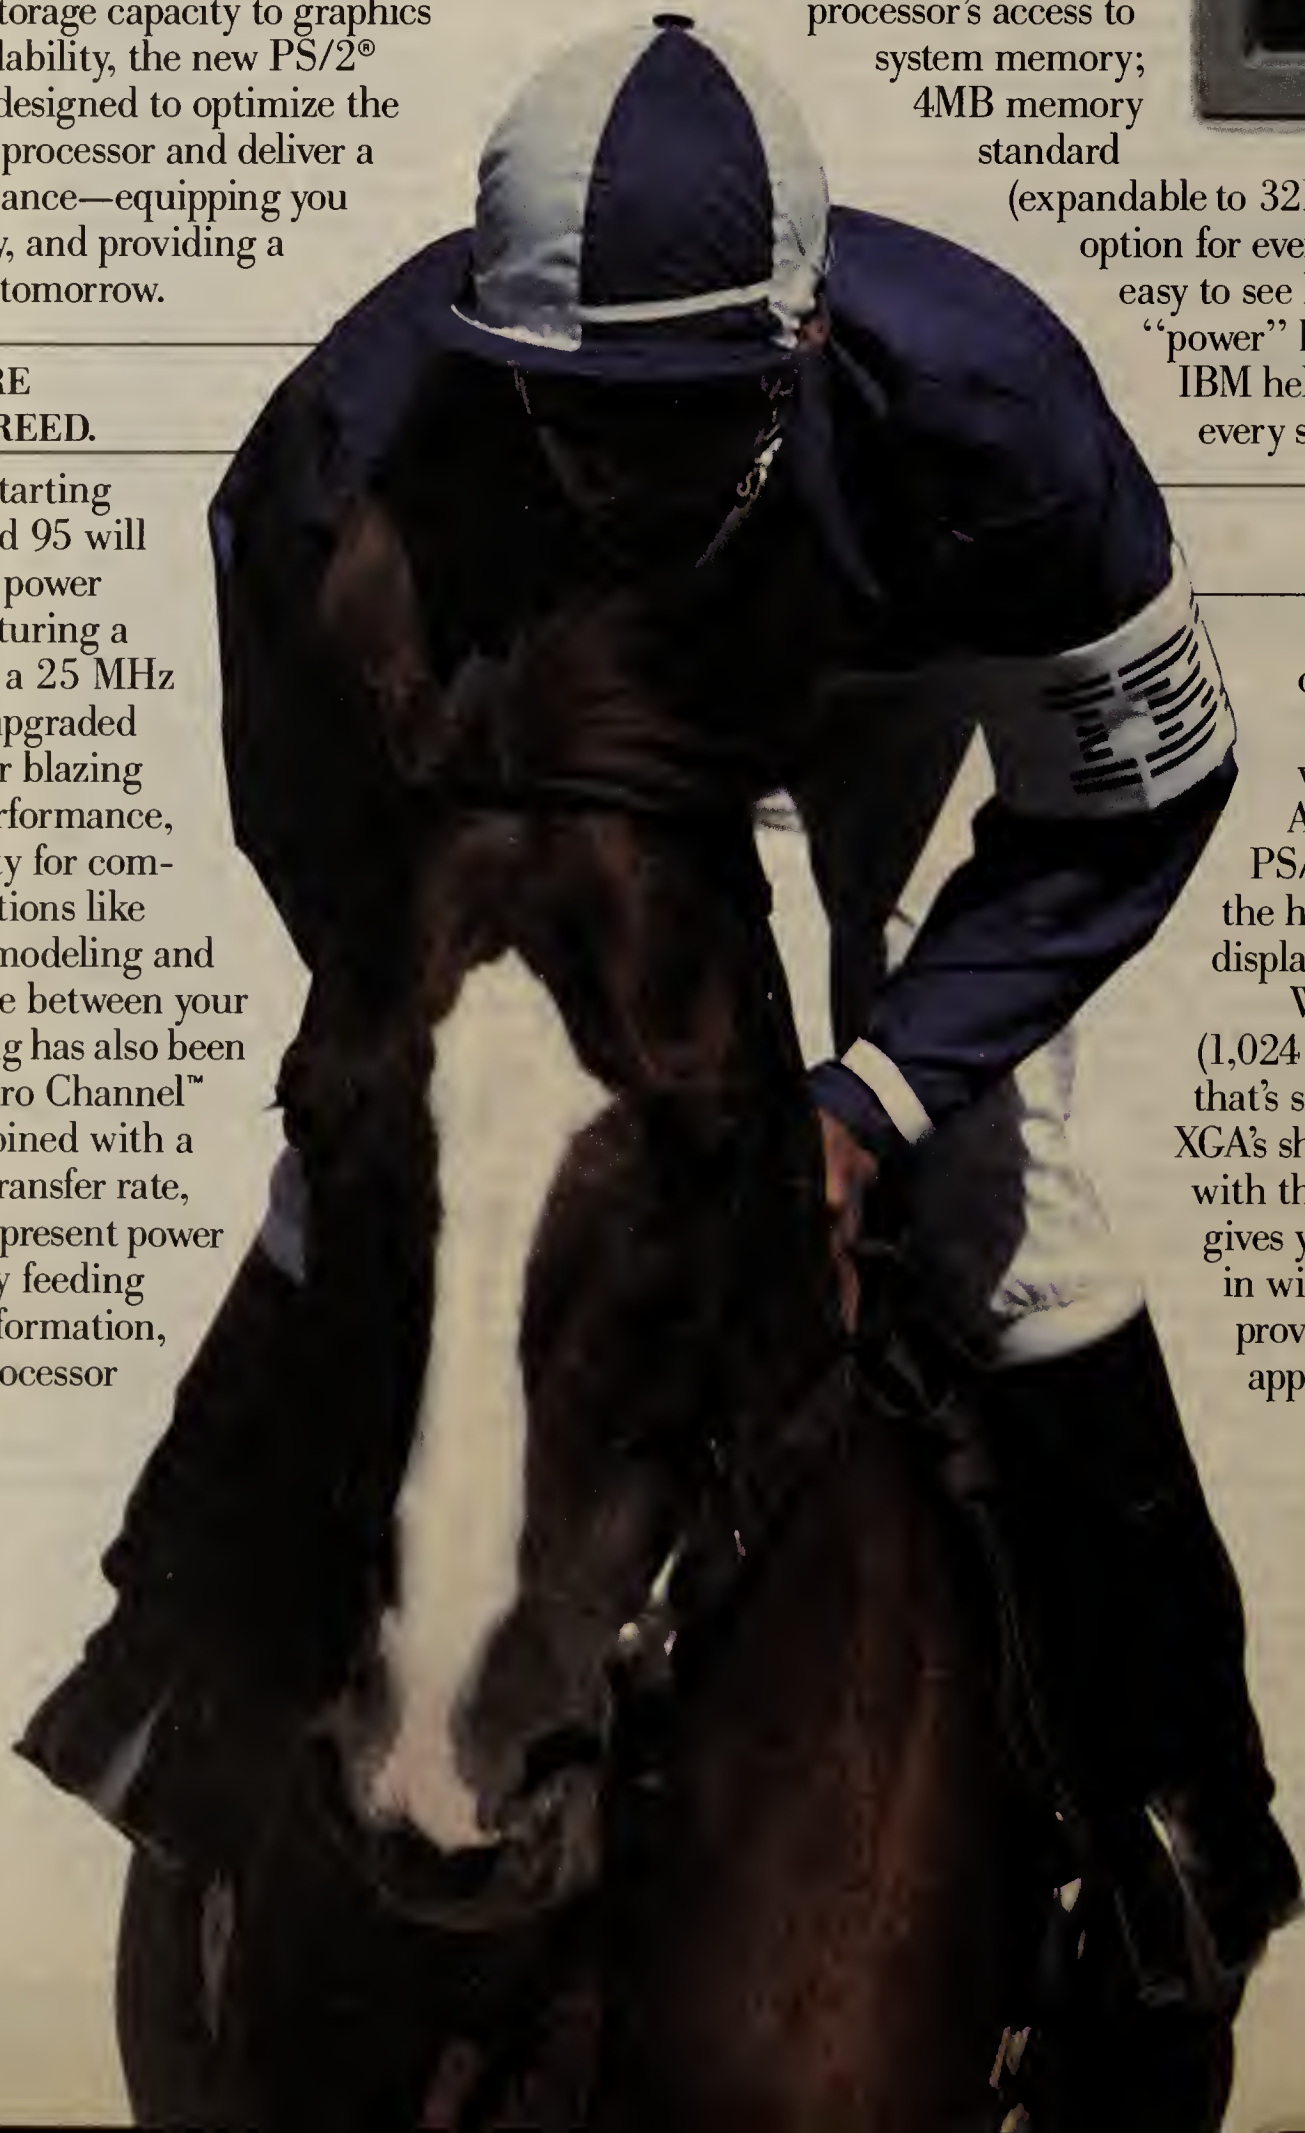 torage capacity to graphics
lability, the new PS/2®
designed to optimize the
processor and deliver a
ance—equipping you
y, and providing a
tomorrow.
RE
REED.
tarting
d 95 will
power
turing a
a 25 MHz
upgraded
r blazing
rformance,
ty for com-
tions like
modeling and
e between your
g has also been
ro Channel™
bined with a
ransfer rate,
present power
y feeding
formation,
ocessor
processor's access to
system memory;
4MB memory
standard
(expandable to 32
option for eve
easy to see
“power”
IBM hel
every s
A
PS/
the h
displa
W
(1,024
that's s
XGA's sh
with th
gives y
in wi
prov
app
IBM